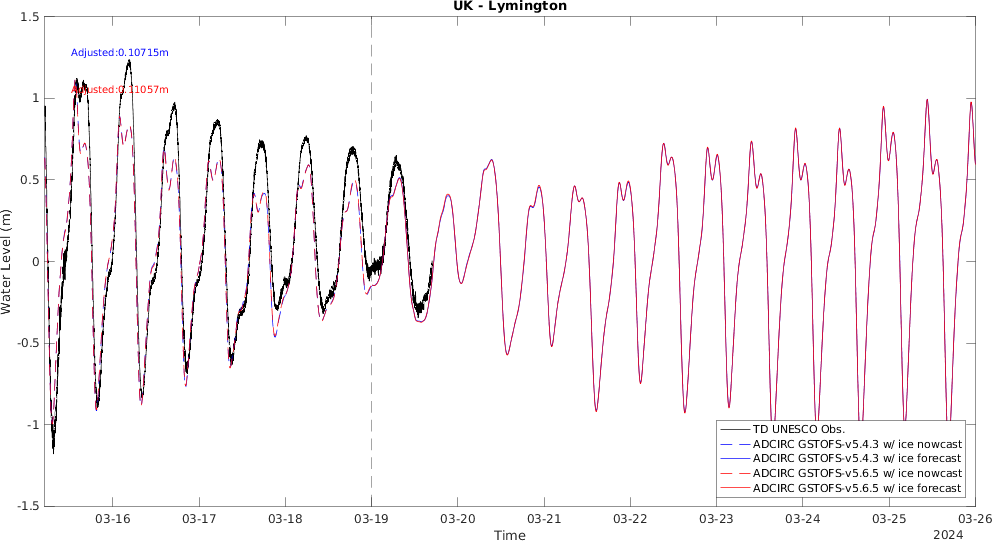 UK - Lymington
1.5
1
0.5
0
-0.5
-1
-1.5
Water Level (m)
Adjusted:0.10715m
Adjusted:0.11057m
TD UNESCO Obs.
ADCIRC GSTOFS-v5.4.3 w/ ice nowcast
ADCIRC GSTOFS-v5.4.3 w/ ice forecast
ADCIRC GSTOFS-v5.6.5 w/ ice nowcast
ADCIRC GSTOFS-v5.6.5 w/ ice forecast
03-16 03-17 03-18 03-19 03-20 03-21 03-22 03-23 03-24 03-25 03-26
Time
2024